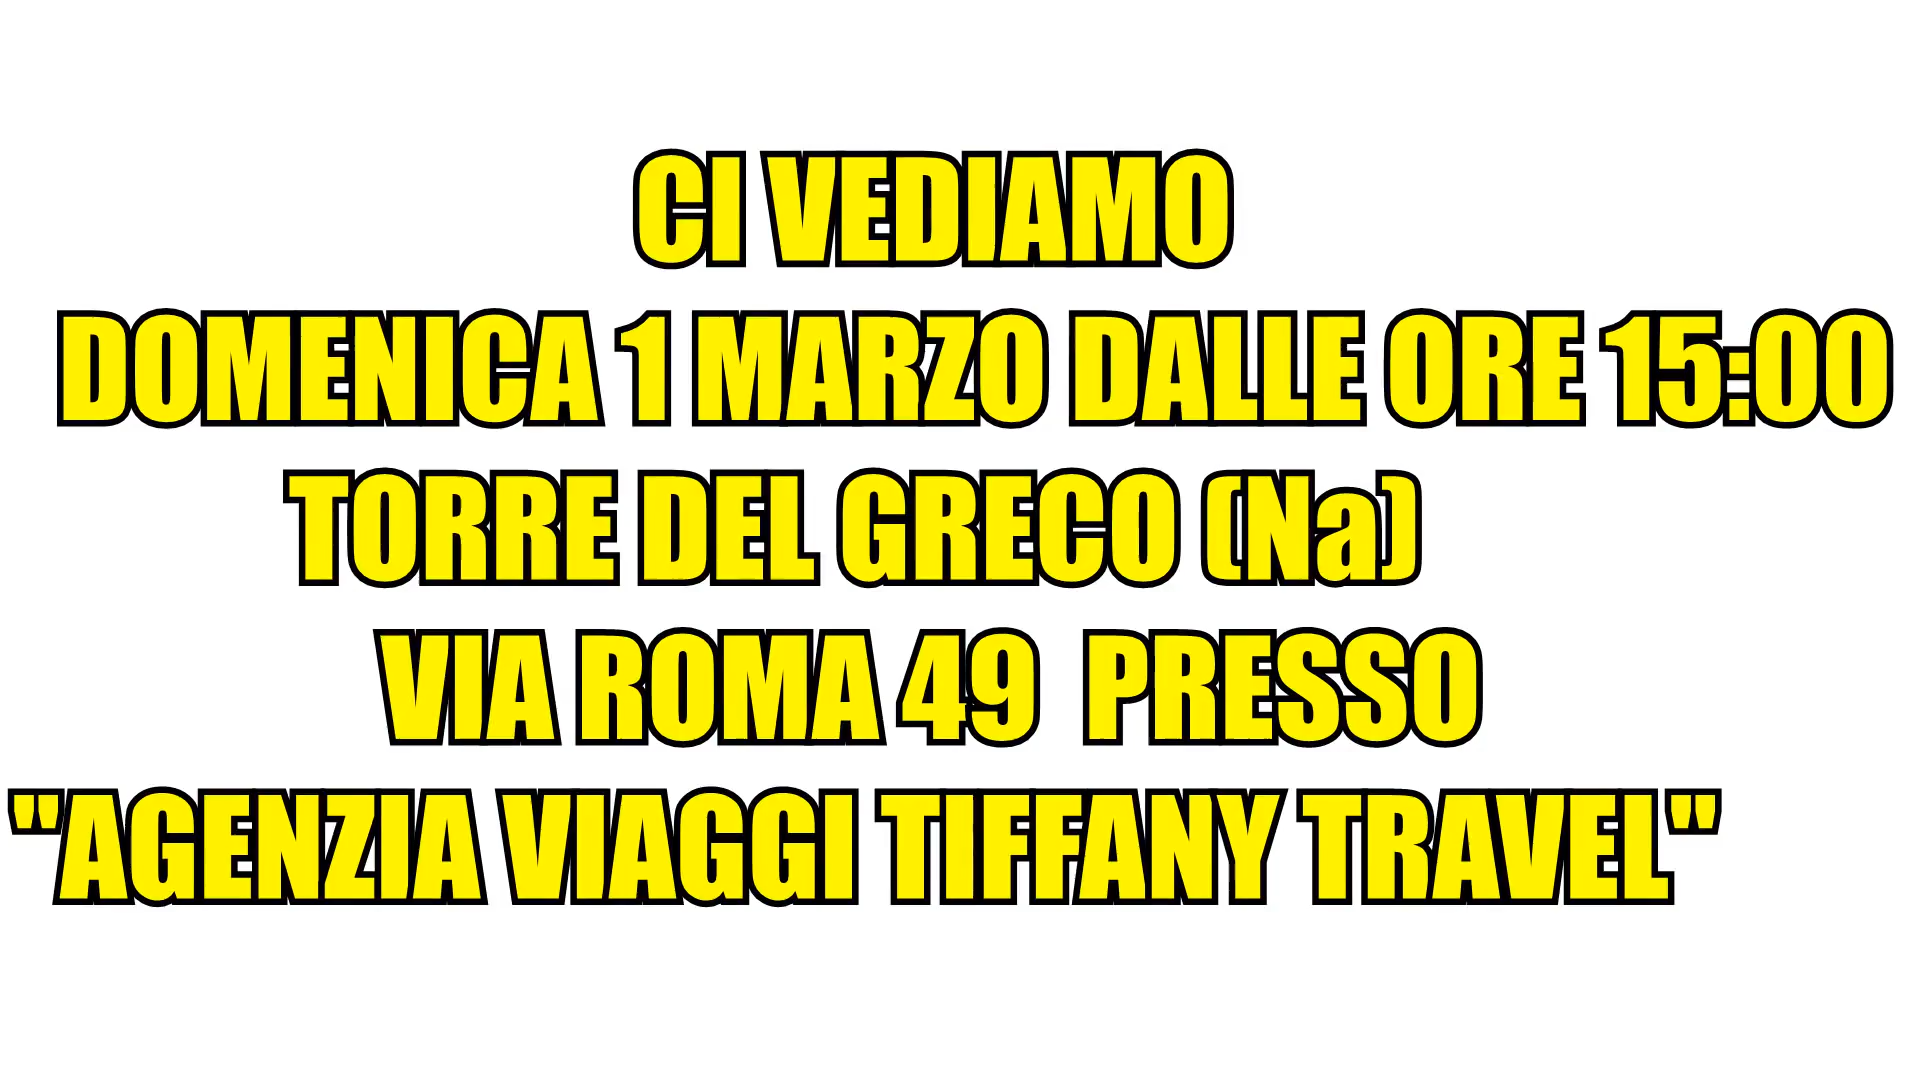 CI VEDIAMO
DOMENICA 1 MARZO DALLE ORE 15:00
TORRE DEL GRECO (Na)
VIA ROMA 49  PRESSO
"AGENZIA VIAGGI TIFFANY TRAVEL"